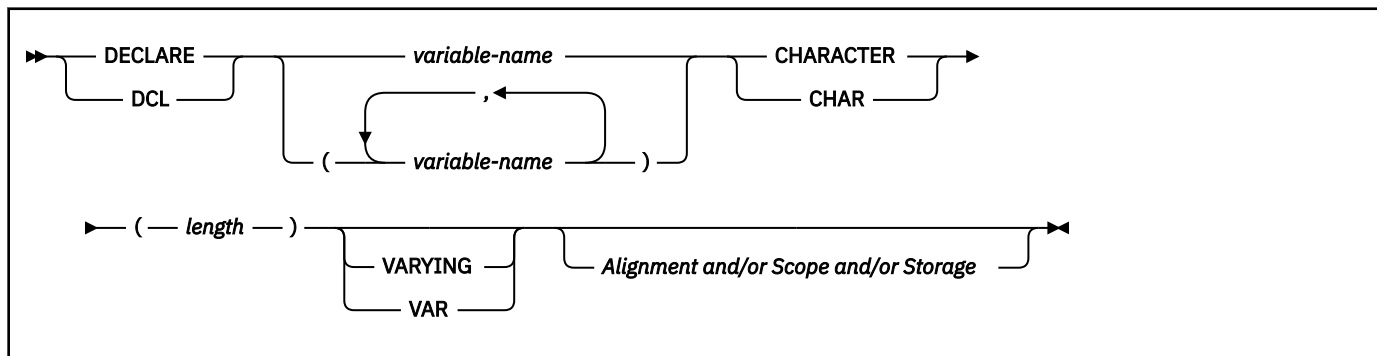 DECLARE variable-name CHARACTER
DCL , CHAR
( variable-name )
( length )
VARYING Alignment and/or Scope and/or Storage
VAR